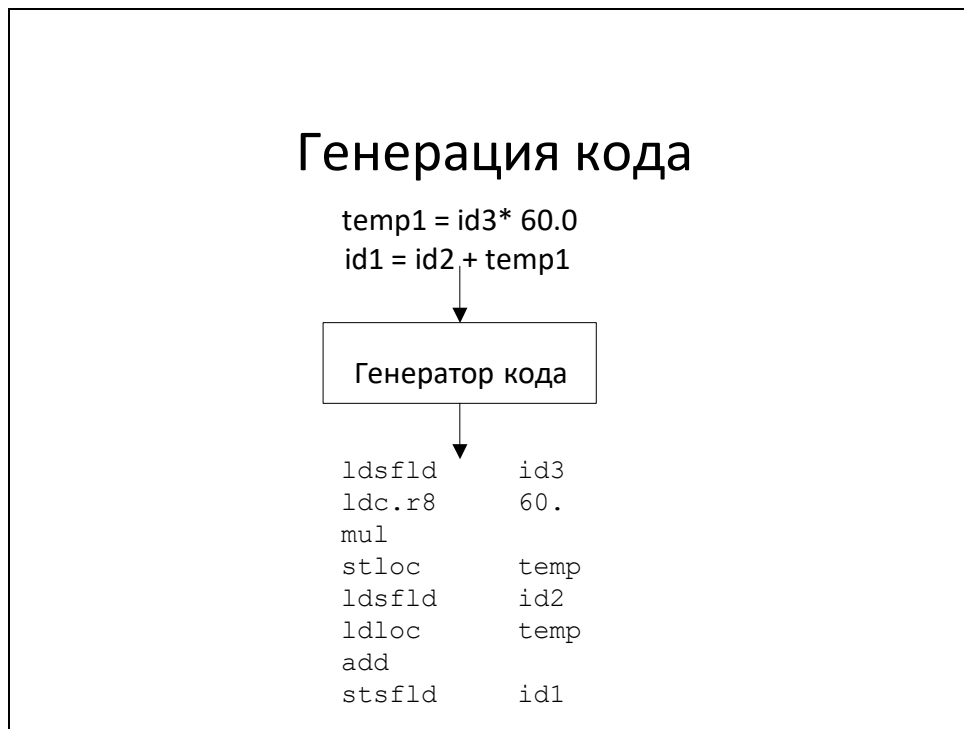 Генерация кода
temp1 = id3* 60.0
id1 = id2 + temp1
Генератор кода
ldsfld id3
ldc.r8 60.
mul
stloc temp
ldsfld id2
ldloc temp
add
stsfld id1